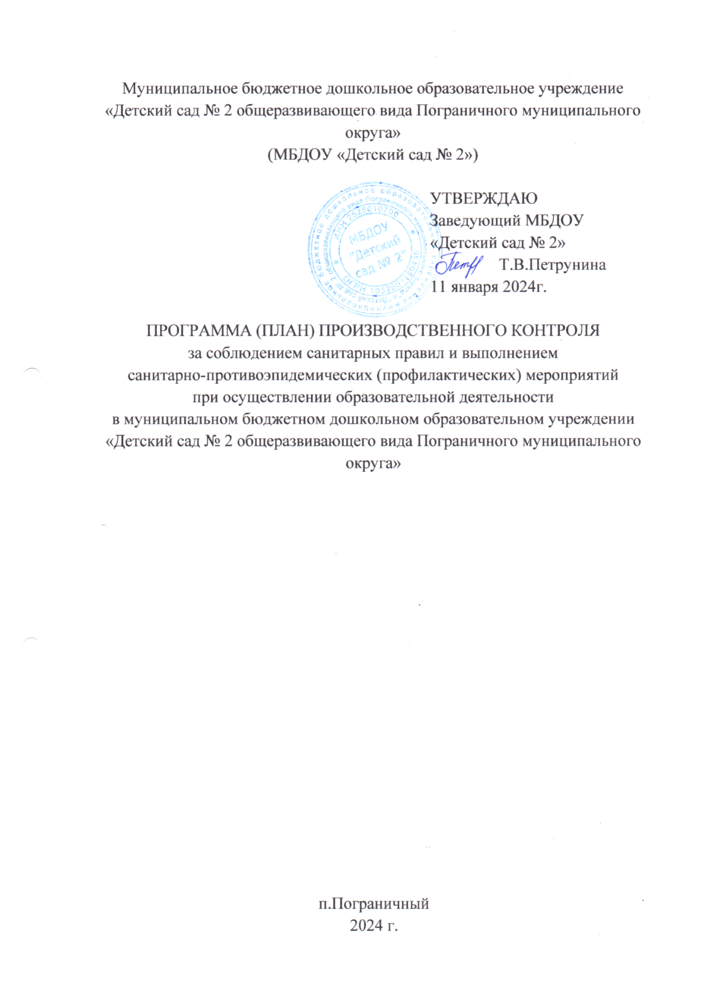 Муниципальное бюджетное дошкольное образовательное учреждение
«Детский сад № 2 общеразвивающего вида Пограничного муниципального
округа»
(МБДОУ «Детский сад № 2»)
УТВЕРЖДАЮ
Заведующий МБДОУ
«Детский сад № 2»
Т.В.Петрунина
11 января 2024г.
ИНН 2525010700
МБДОУ
"Детский
сад № 2"
ОГРН 1032501180436
ПРОГРАММА (ПЛАН) ПРОИЗВОДСТВЕННОГО КОНТРОЛЯ
за соблюдением санитарных правил и выполнением
санитарно-противоэпидемических (профилактических) мероприятий
при осуществлении образовательной деятельности
в муниципальном бюджетном дошкольном образовательном учреждении
«Детский сад № 2 общеразвивающего вида Пограничного муниципального
округа»
п.Пограничный
2024 г.